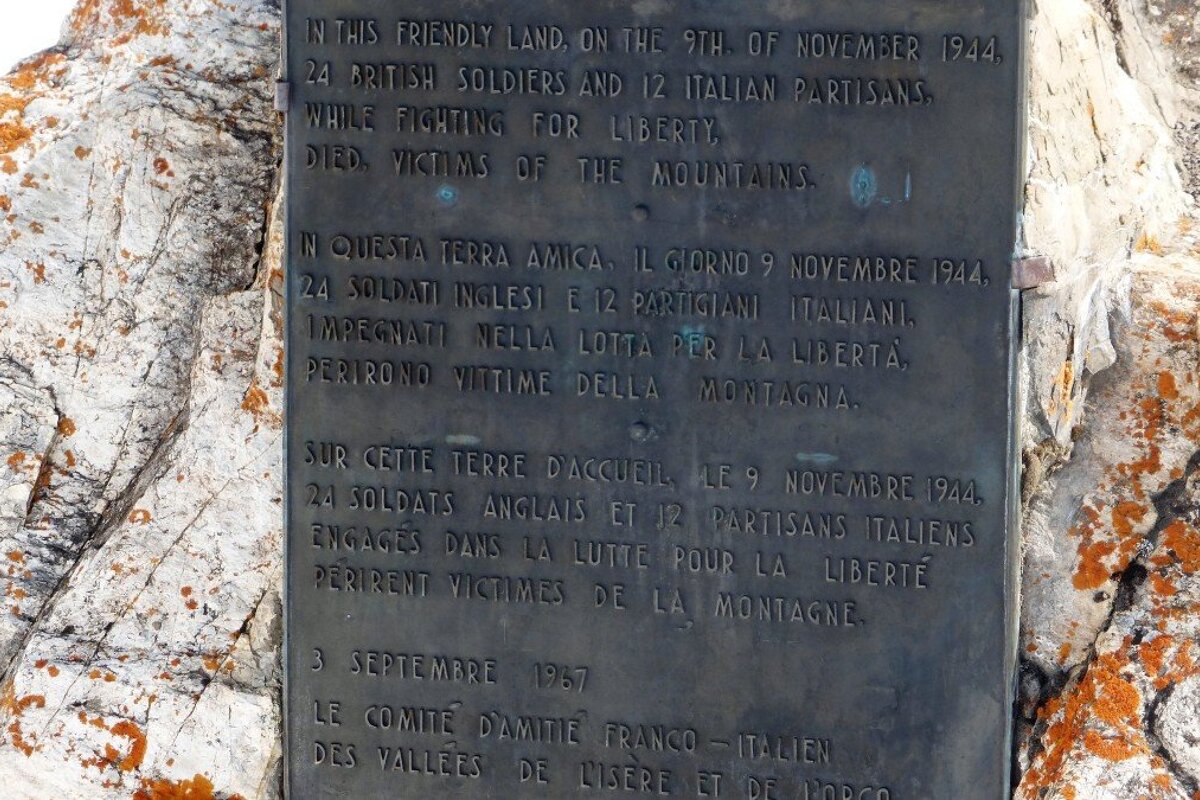 IN THIS FRIENDLY LAND, ON THE 9TH. OF NOVEMBER 1944,
24 BRITISH SOLDIERS AND 12 ITALIAN PARTISANS,
WHILE FIGHTING FOR LIBERTY,
DIED, VICTIMS OF THE MOUNTAINS.
IN QUESTA TERRA AMICA, IL GIORNO 9 NOVEMBRE 1944,
24 SOLDATI INGLESI E 12 PARTIGIANI ITALIANI,
IMPEGNATI NELLA LOTTA PER LA LIBERTÀ,
PERIRONO VITTIME DELLA MONTAGNA.
SUR CETTE TERRE D'ACCUEIL, LE 9 NOVEMBRE 1944,
24 SOLDATS ANGLAIS ET 12 PARTISANS ITALIENS
ENGAGÉS DANS LA LUTTE POUR LA LIBERTÉ
PÉRIRENT VICTIMES DE LA MONTAGNE.
3 SEPTEMBRE 1967
LE COMITÉ D'AMITIÉ FRANCO-ITALIEN
DES VALLÉES DE L'ISÈRE ET DE L'ORCO